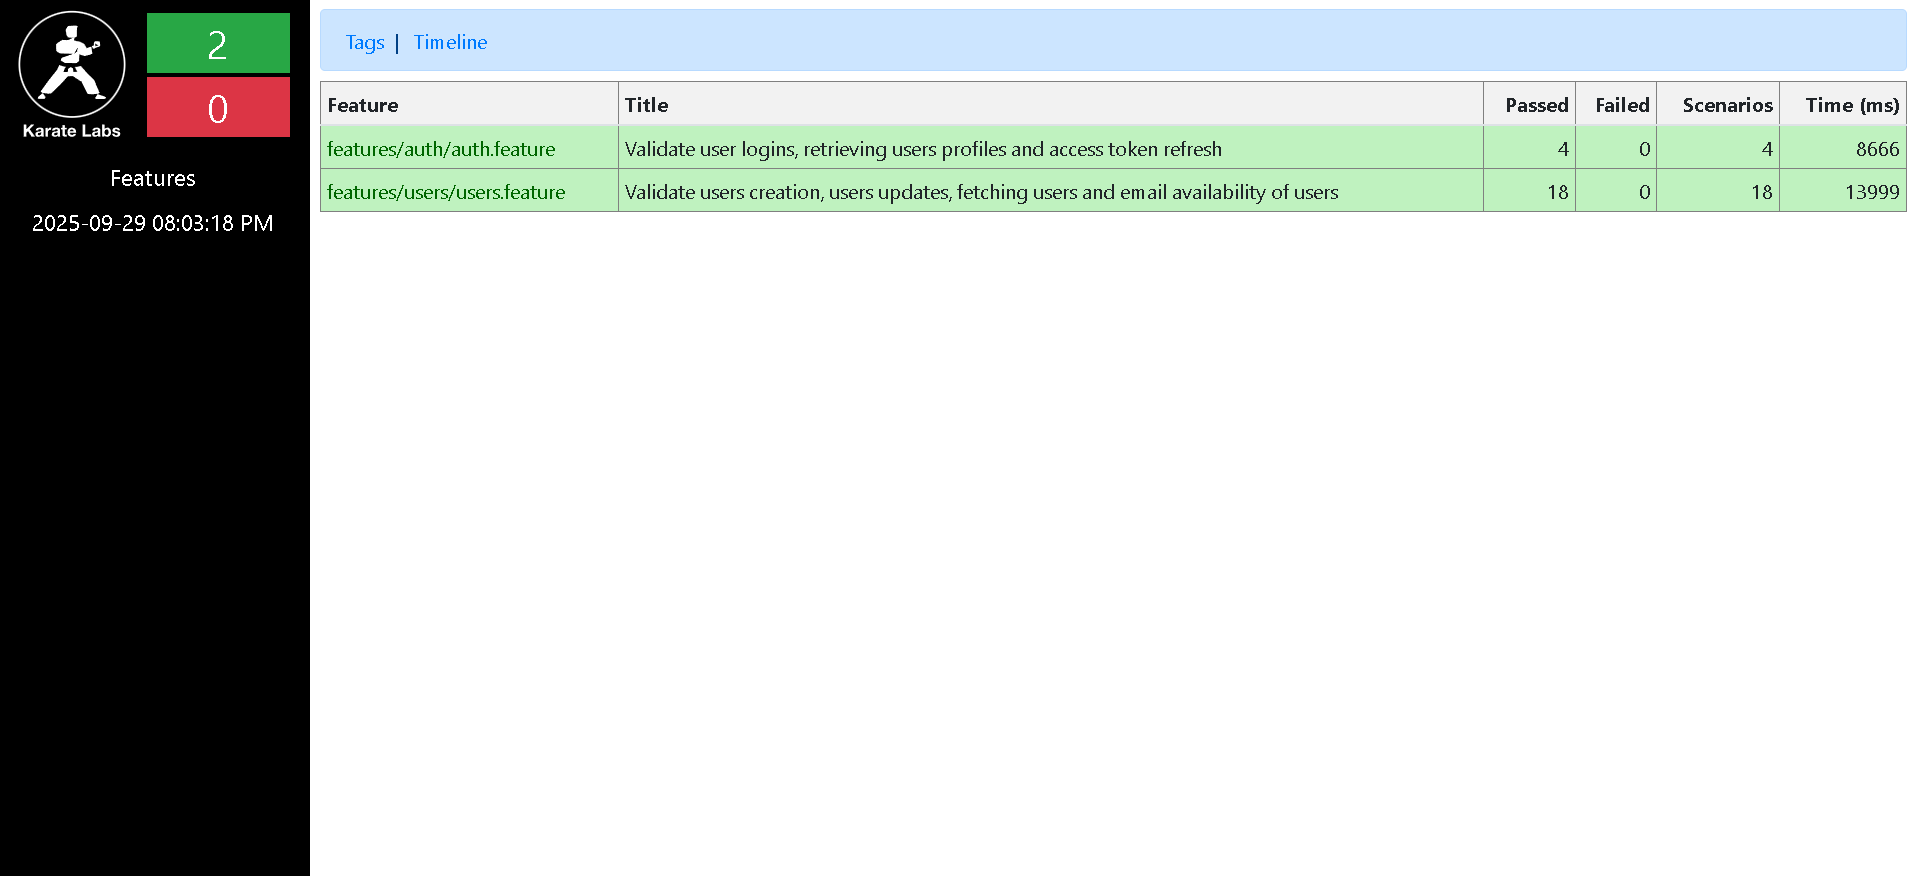 2
0
Karate Labs
Features
2025-09-29 08:03:18 PM
Tags | Timeline
Feature Title Passed Failed Scenarios Time (ms)
features/auth/auth.feature Validate user logins, retrieving users profiles and access token refresh 4 0 4 8666
features/users/users.feature Validate users creation, users updates, fetching users and email availability of users 18 0 18 13999